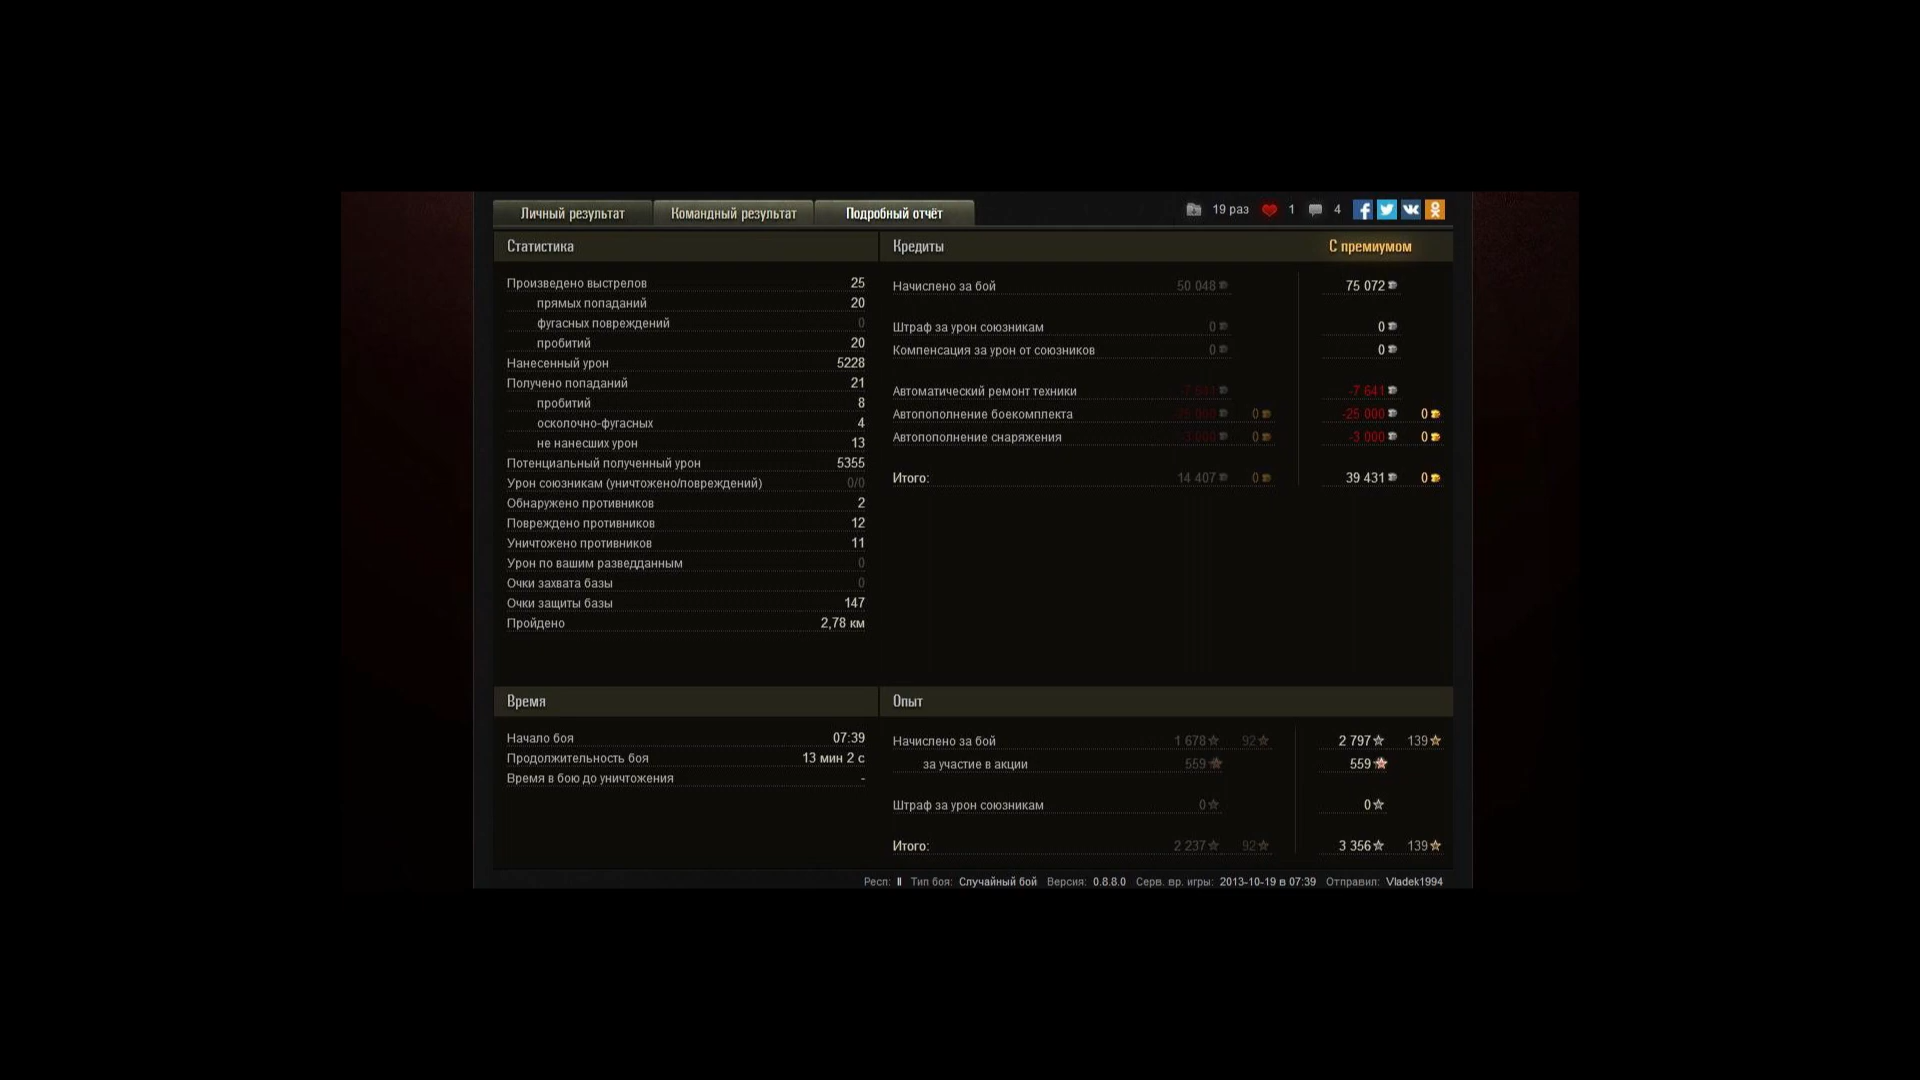 Личный результат Командный результат Подробный отчёт 19 раз 1 4
Статистика
Произведено выстрелов 25
прямых попаданий 20
фугасных повреждений 0
пробитий 20
Нанесенный урон 5228
Получено попаданий 21
пробитий 8
осколочно-фугасных 4
не нанесших урон 13
Потенциальный полученный урон 5355
Урон союзникам (уничтожено/повреждений) 0/0
Обнаружено противников 2
Повреждено противников 12
Уничтожено противников 11
Урон по вашим разведданным 0
Очки захвата базы 0
Очки защиты базы 147
Пройдено 2,78 км
Кредиты С премиумом
Начислено за бой 50 048 75 072
Штраф за урон союзникам 0 0
Компенсация за урон от союзников 0 0
Автоматический ремонт техники -7 641 -7 641
Автопополнение боекомплекта -25 000 0 -25 000 0
Автопополнение снаряжения -3 000 0 -3 000 0
Итого: 14 407 0 39 431 0
Время
Начало боя 07:39
Продолжительность боя 13 мин 2 с
Время в бою до уничтожения -
Опыт
Начислено за бой 1 678 92 2 797 139
за участие в акции 559 559
Штраф за урон союзникам 0 0
Итого: 2 237 92 3 356 139
Респ: II Тип боя: Случайный бой Версия: 0.8.8.0 Серв. вр. игры: 2013-10-19 в 07:39 Отправил: Vladek1994